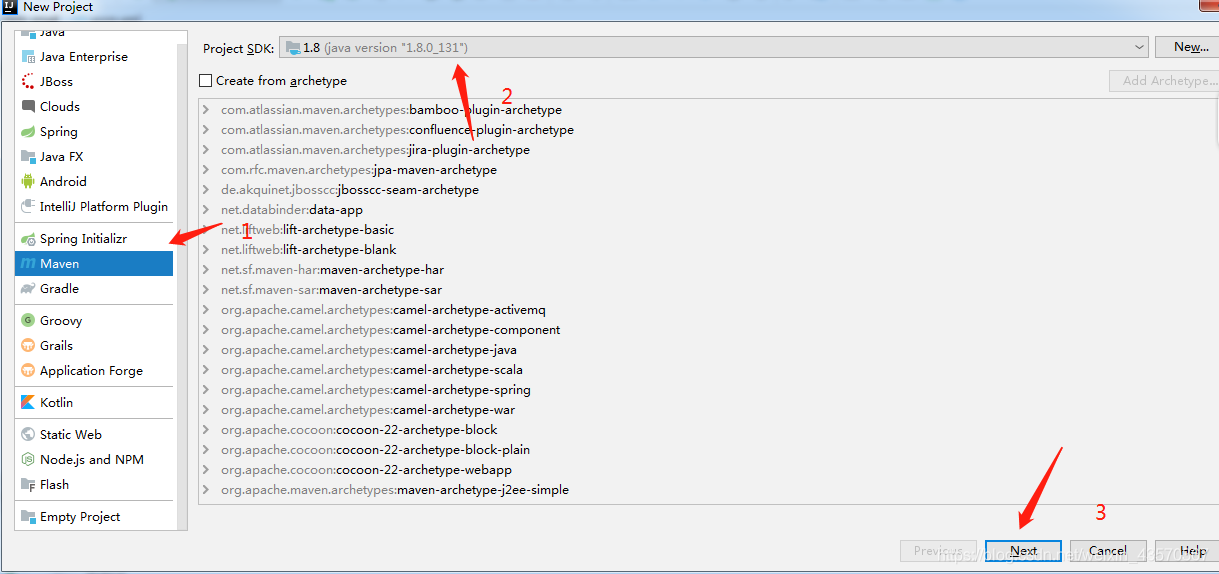 New Project
Java
Java Enterprise
JBoss
Clouds
Spring
Java FX
Android
IntelliJ Platform Plugin
Spring Initializr
Maven
Gradle
Groovy
Grails
Application Forge
Kotlin
Static Web
Node.js and NPM
Flash
Empty Project
1
Project SDK: 1.8 (java version "1.8.0_131") New...
Create from archetype Add Archetype...
2
com.atlassian.maven.archetypes:bamboo-plugin-archetype
com.atlassian.maven.archetypes:confluence-plugin-archetype
com.atlassian.maven.archetypes:jira-plugin-archetype
com.rfc.maven.archetypes:jpa-maven-archetype
de.akquinet.jbosscc:jbosscc-seam-archetype
net.databinder:data-app
net.liftweb:lift-archetype-basic
net.liftweb:lift-archetype-blank
net.sf.maven-har:maven-archetype-har
net.sf.maven-sar:maven-archetype-sar
org.apache.camel.archetypes:camel-archetype-activemq
org.apache.camel.archetypes:camel-archetype-component
org.apache.camel.archetypes:camel-archetype-java
org.apache.camel.archetypes:camel-archetype-scala
org.apache.camel.archetypes:camel-archetype-spring
org.apache.camel.archetypes:camel-archetype-war
org.apache.cocoon:cocoon-22-archetype-block
org.apache.cocoon:cocoon-22-archetype-block-plain
org.apache.cocoon:cocoon-22-archetype-webapp
org.apache.maven.archetypes:maven-archetype-j2ee-simple
3
Previous Next Cancel Help